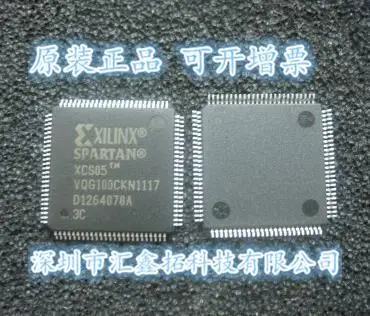 原装正品 可开增票
XILINX®
SPARTAN®
XCS05™
VQG100CKN1117
D1264078A
3C
深圳市汇鑫拓科技有限公司